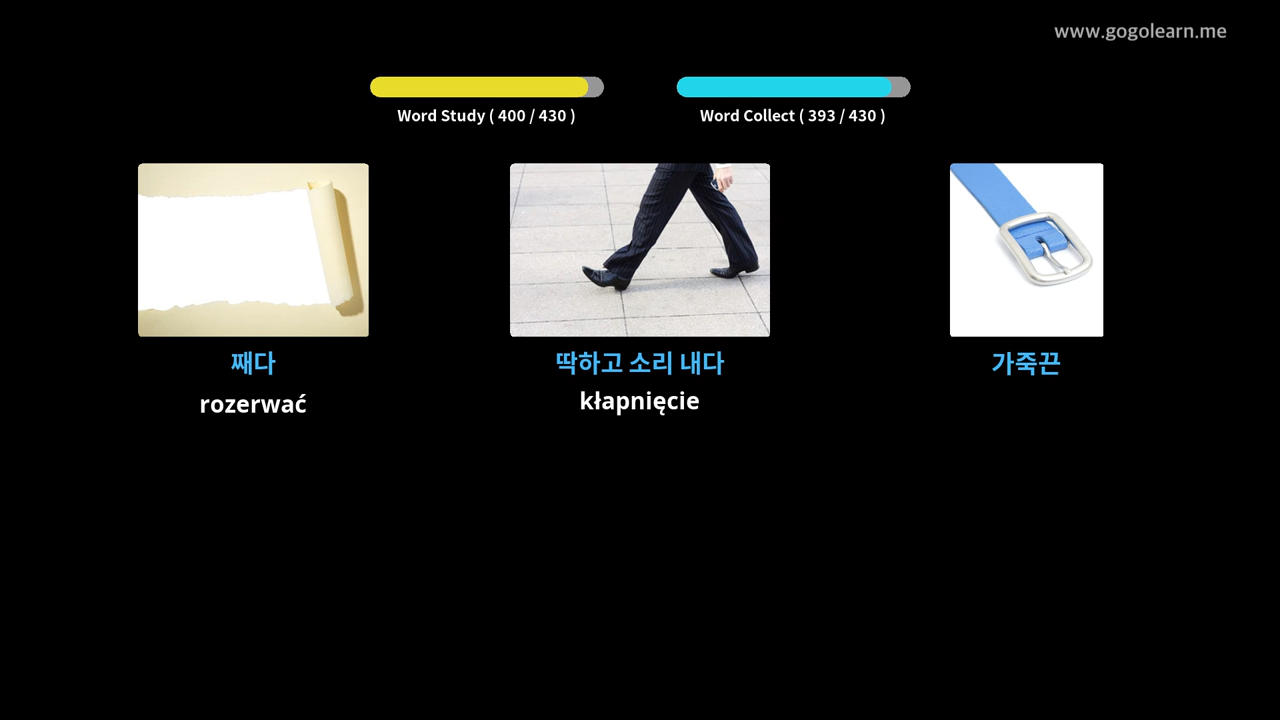 www.gogolearn.me
Word Study ( 400 / 430 )
Word Collect ( 393 / 430 )
째다
딱하고 소리 내다
가죽끈
rozerwać
kłapnięcie